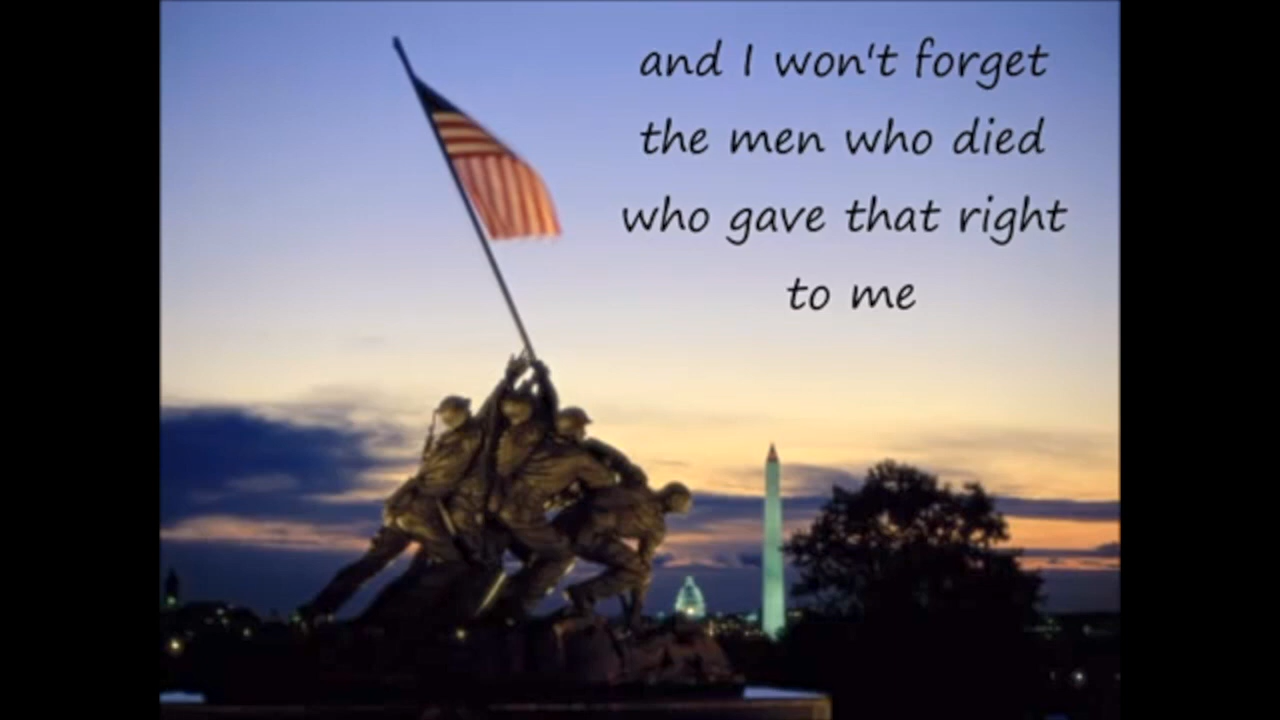 and I won't forget
the men who died
who gave that right
to me